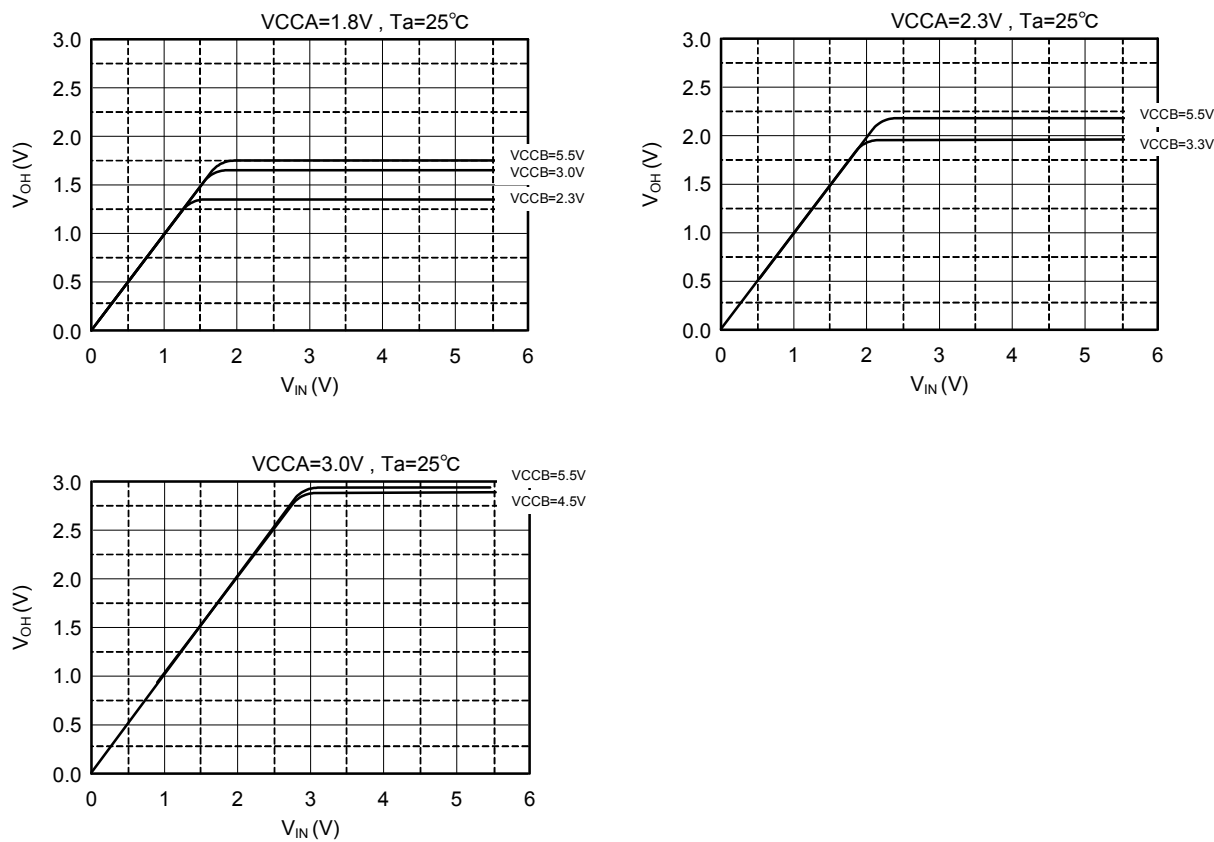 VCCA=1.8V , Ta=25℃
3.0
2.5
2.0
1.5
1.0
0.5
0.0
VOH (V)
VCCB=5.5V
VCCB=3.0V
VCCB=2.3V
0 1 2 3 4 5 6
VIN (V)
VCCA=2.3V , Ta=25℃
3.0
2.5
2.0
1.5
1.0
0.5
0.0
VOH (V)
VCCB=5.5V
VCCB=3.3V
0 1 2 3 4 5 6
VIN (V)
VCCA=3.0V , Ta=25℃
3.0
2.5
2.0
1.5
1.0
0.5
0.0
VOH (V)
VCCB=5.5V
VCCB=4.5V
0 1 2 3 4 5 6
VIN (V)